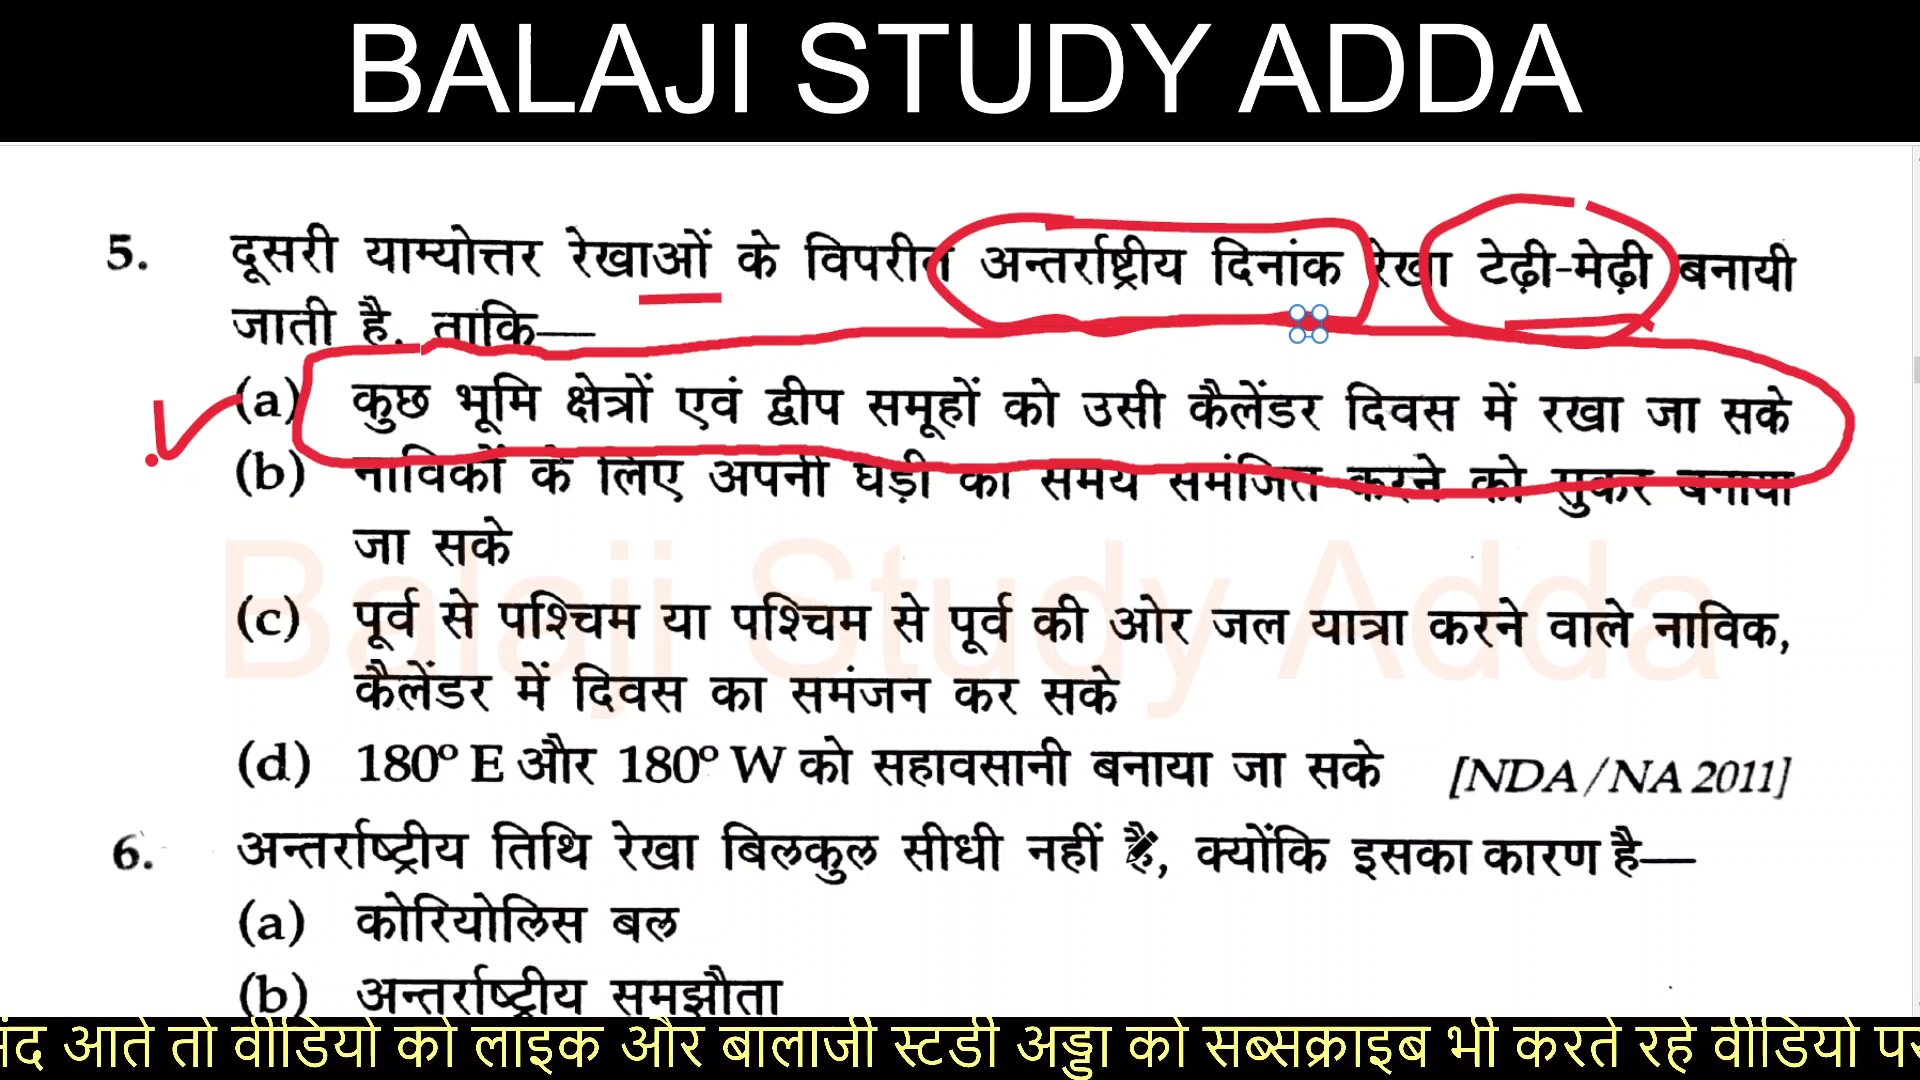 BALAJI STUDY ADDA
5. दूसरी याम्योत्तर रेखाओं के विपरीत अन्तर्राष्ट्रीय दिनांक रेखा टेढ़ी-मेढ़ी बनायी
जाती है, ताकि—
(a) कुछ भूमि क्षेत्रों एवं द्वीप समूहों को उसी कैलेंडर दिवस में रखा जा सके
(b) नाविकों के लिए अपनी घड़ी का समय समंजित करने को सुकर बनाया
जा सके
(c) पूर्व से पश्चिम या पश्चिम से पूर्व की ओर जल यात्रा करने वाले नाविक,
कैलेंडर में दिवस का समंजन कर सके
(d) 180° E और 180° W को सहावसानी बनाया जा सके [NDA/NA 2011]
Balaji Study Adda
6. अन्तर्राष्ट्रीय तिथि रेखा बिलकुल सीधी नहीं है, क्योंकि इसका कारण है—
(a) कोरियोलिस बल
(b) अन्तर्राष्ट्रीय समझौता
आते तो वीडियो को लाइक और बालाजी स्टडी अड्डा को सब्सक्राइब भी करते रहे वीडियो